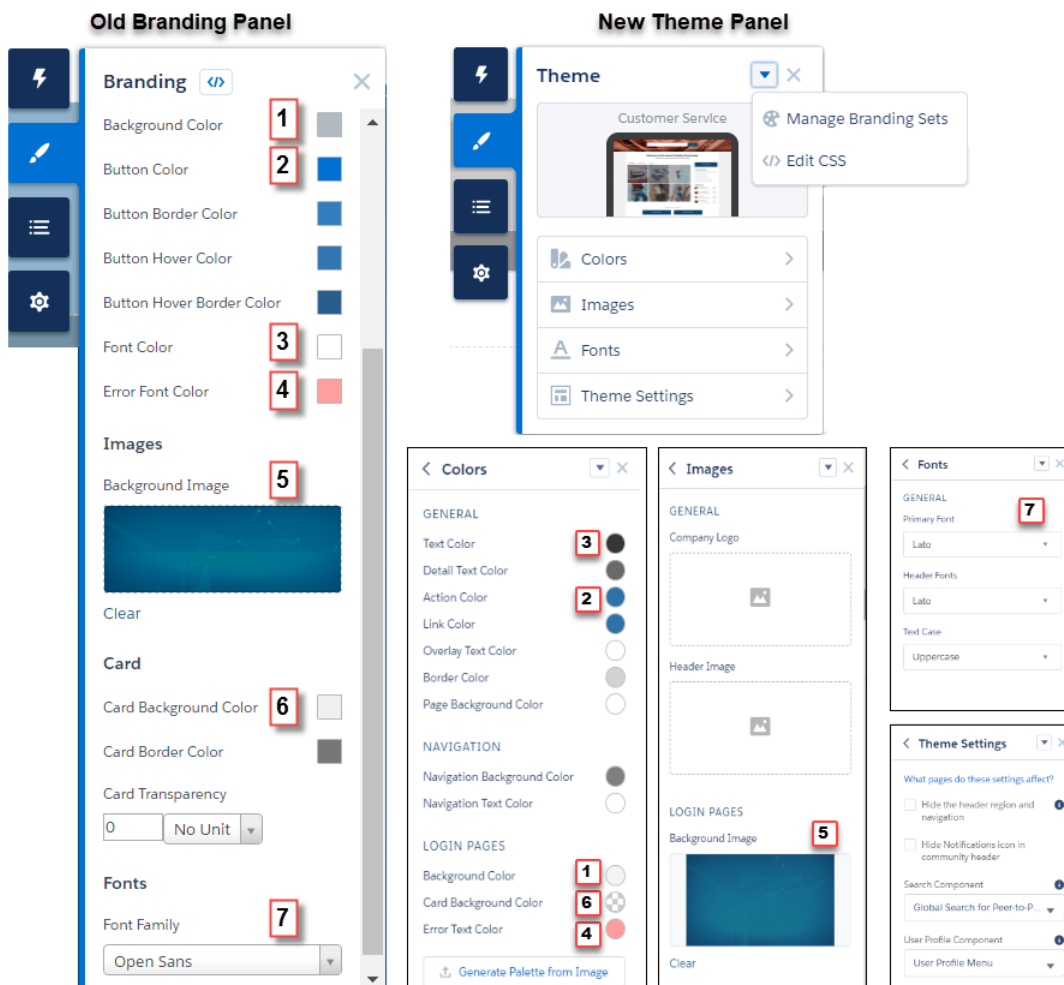 Old Branding Panel
New Theme Panel
Branding </>
Background Color 1
Button Color 2
Button Border Color
Button Hover Color
Button Hover Border Color
Font Color 3
Error Font Color 4
Images
Background Image 5
Clear
Card
Card Background Color 6
Card Border Color
Card Transparency
0 No Unit
Fonts
Font Family 7
Open Sans
Theme
Customer Service
Manage Branding Sets
</> Edit CSS
Colors
Images
A Fonts
Theme Settings
Colors
GENERAL
Text Color 3
Detail Text Color
Action Color 2
Link Color
Overlay Text Color
Border Color
Page Background Color
NAVIGATION
Navigation Background Color
Navigation Text Color
LOGIN PAGES
Background Color 1
Card Background Color 6
Error Text Color 4
Generate Palette from Image
Images
GENERAL
Company Logo
Header Image
LOGIN PAGES
Background Image 5
Clear
Fonts
GENERAL
Primary Font 7
Lato
Header Fonts
Lato
Text Case
Uppercase
Theme Settings
What pages do these settings affect?
Hide the header region and
navigation
Hide Notifications icon in
community header
Search Component
Global Search for Peer-to-P...
User Profile Component
User Profile Menu